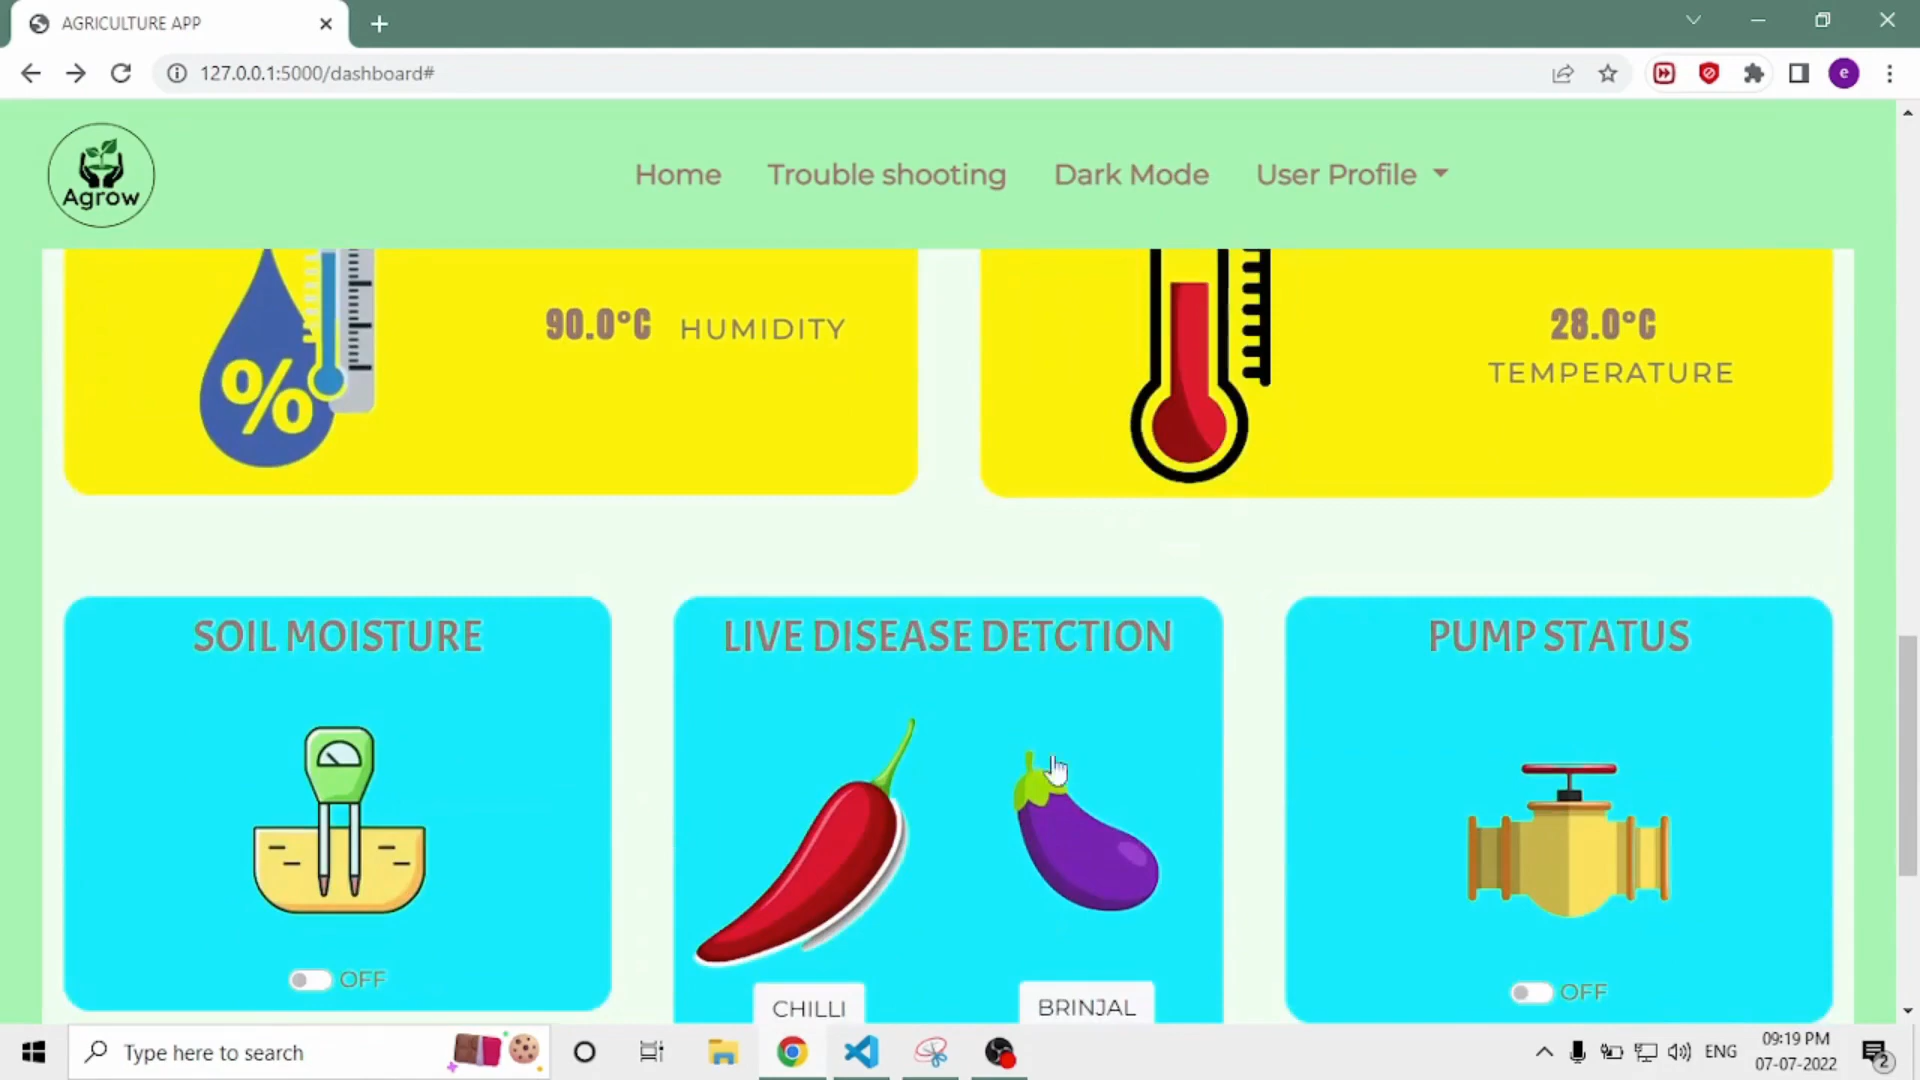 AGRICULTURE APP
127.0.0.1:5000/dashboard#
e
Agrow
Home Trouble shooting Dark Mode User Profile
%
90.0°C HUMIDITY
28.0°C
TEMPERATURE
SOIL MOISTURE
OFF
LIVE DISEASE DETCTION
CHILLI BRINJAL
PUMP STATUS
OFF
Type here to search
ENG
09:19 PM
07-07-2022
2